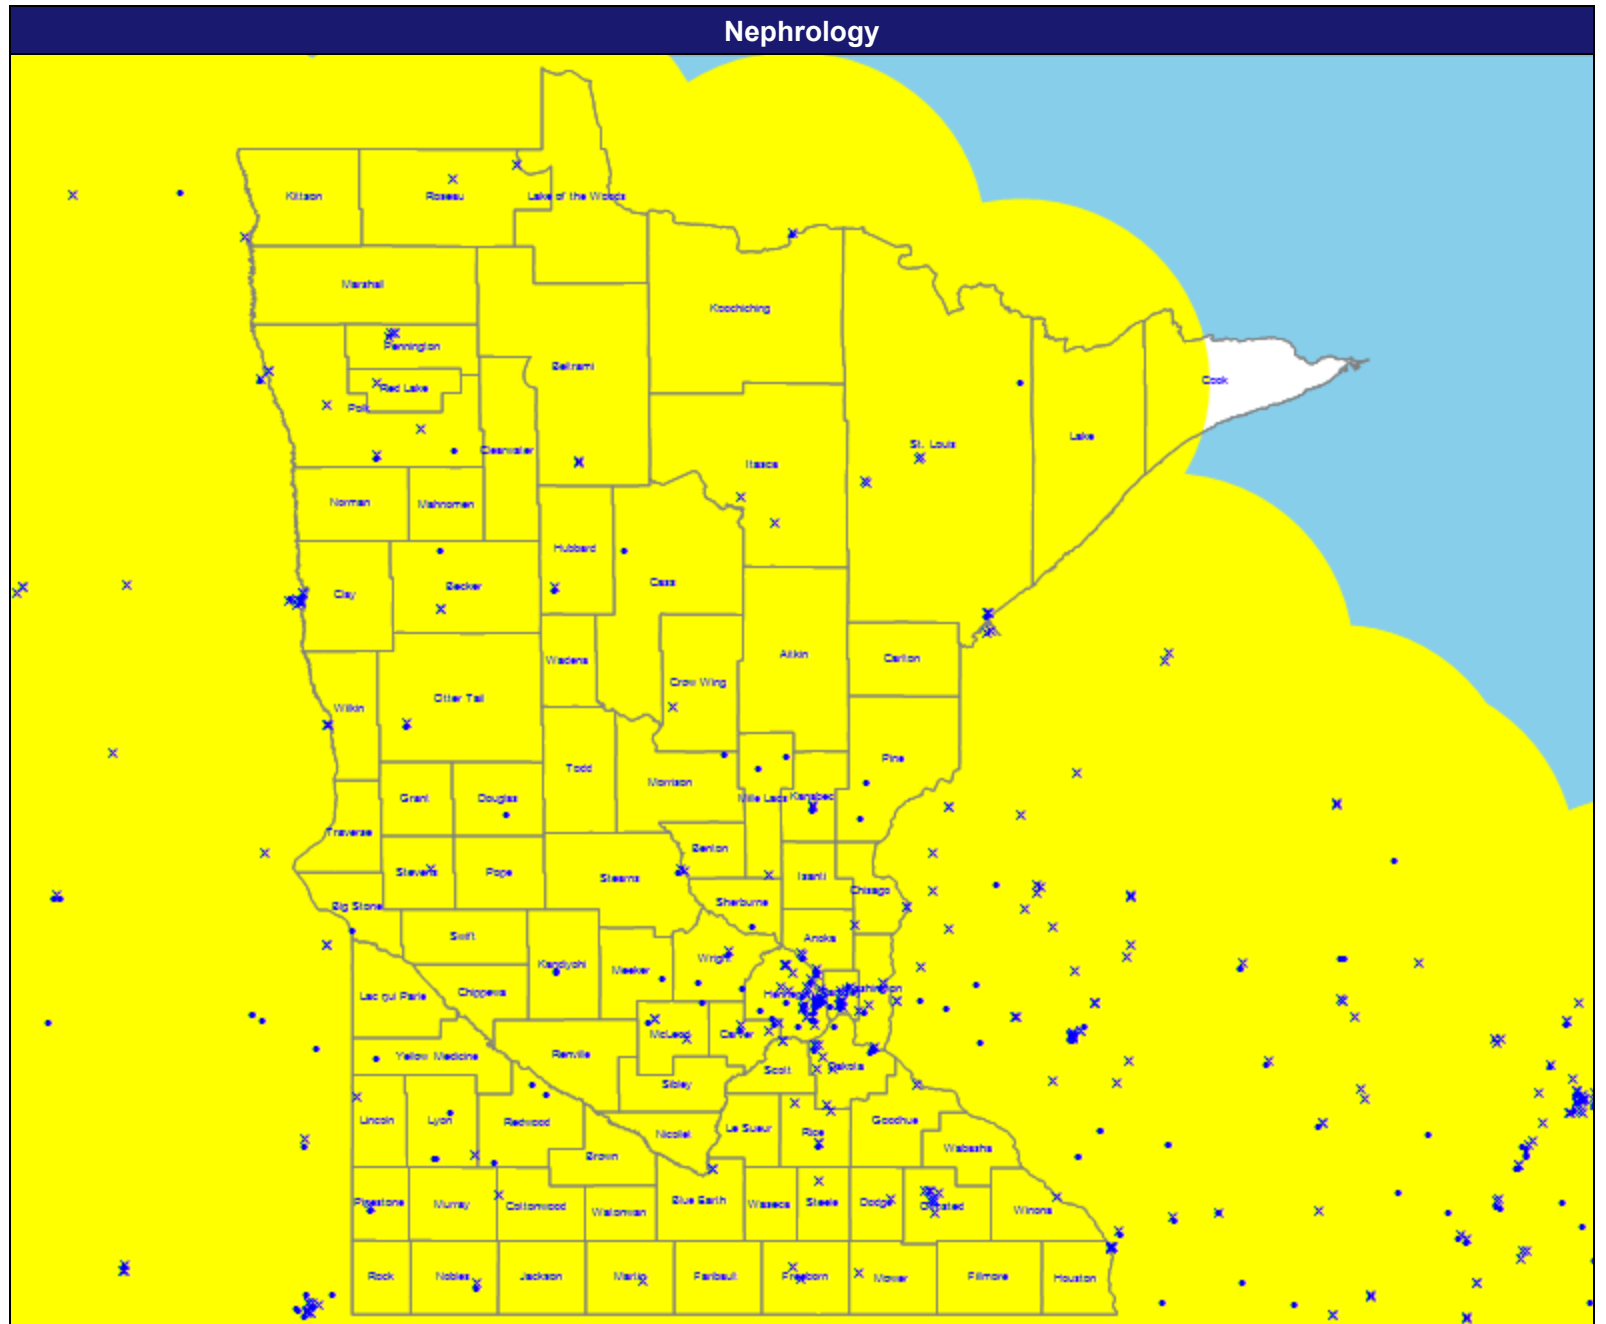 Nephrology
Kittson
Roseau
Lake of the Woods
Marshall
Koochiching
Pennington
Beltrami
Red Lake
Polk
Cook
Clearwater
St. Louis
Lake
Itasca
Norman
Mahnomen
Hubbard
Clay
Becker
Cass
Wadena
Aitkin
Carlton
Crow Wing
Otter Tail
Wilkin
Pine
Todd
Morrison
Grant
Douglas
Mille Lacs
Kanabec
Traverse
Benton
Stevens
Pope
Stearns
Isanti
Chisago
Sherburne
Big Stone
Swift
Anoka
Wright
Kandiyohi
Meeker
Lac qui Parle
Chippewa
Washington
McLeod
Carver
Yellow Medicine
Renville
Scott
Dakota
Sibley
Lincoln
Lyon
Redwood
Nicollet
Le Sueur
Rice
Goodhue
Brown
Wabasha
Pipestone
Murray
Cottonwood
Watonwan
Blue Earth
Waseca
Steele
Dodge
Olmsted
Winona
Rock
Nobles
Jackson
Martin
Faribault
Freeborn
Mower
Fillmore
Houston